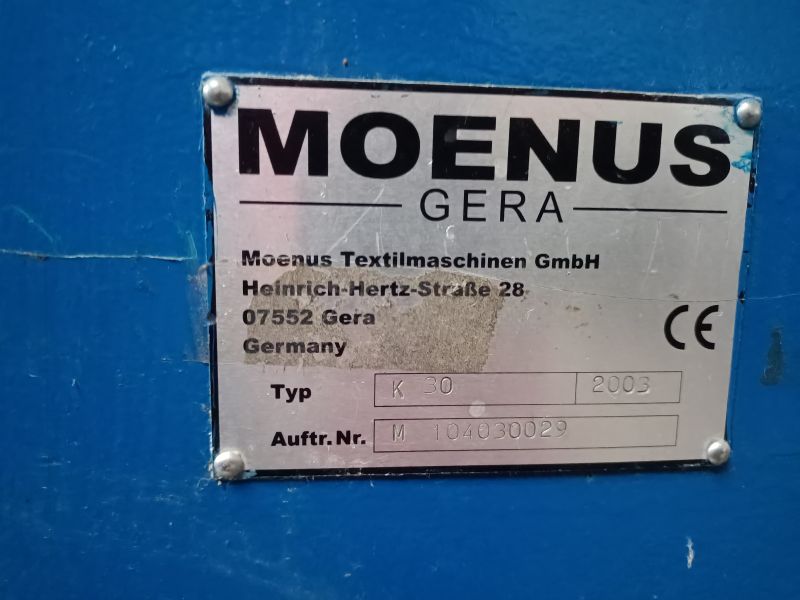 MOENUS
GERA
Moenus Textilmaschinen GmbH
Heinrich-Hertz-Straße 28
07552 Gera
Germany
CE
Typ K 30 2003
Auftr.Nr. M 104030029